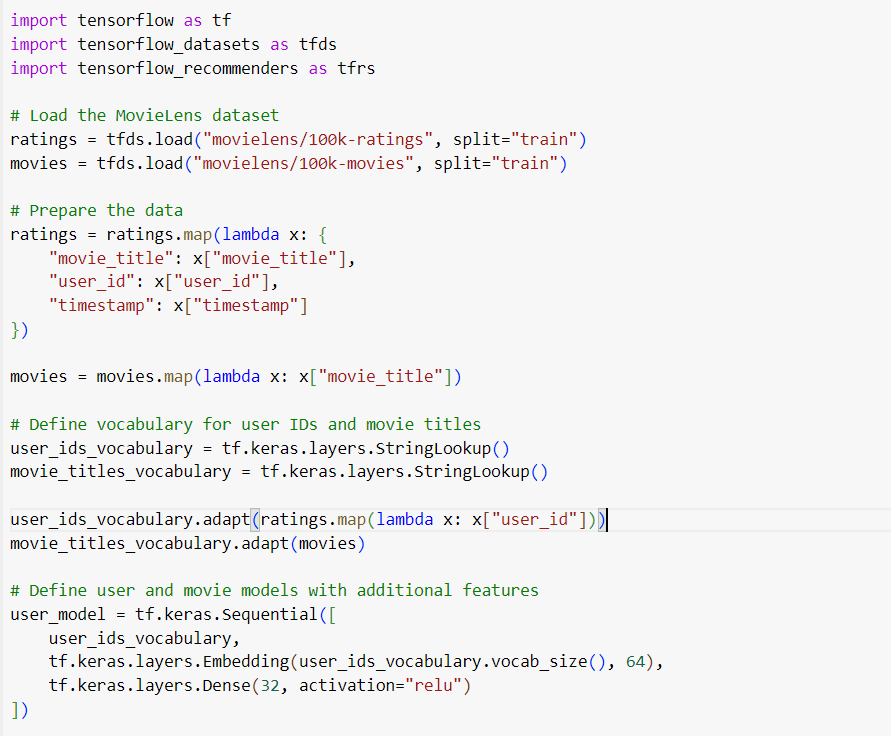 import tensorflow as tf
import tensorflow_datasets as tfds
import tensorflow_recommenders as tfrs
# Load the MovieLens dataset
ratings = tfds.load("movielens/100k-ratings", split="train")
movies = tfds.load("movielens/100k-movies", split="train")
# Prepare the data
ratings = ratings.map(lambda x: {
    "movie_title": x["movie_title"],
    "user_id": x["user_id"],
    "timestamp": x["timestamp"]
})
movies = movies.map(lambda x: x["movie_title"])
# Define vocabulary for user IDs and movie titles
user_ids_vocabulary = tf.keras.layers.StringLookup()
movie_titles_vocabulary = tf.keras.layers.StringLookup()
user_ids_vocabulary.adapt(ratings.map(lambda x: x["user_id"]))
movie_titles_vocabulary.adapt(movies)
# Define user and movie models with additional features
user_model = tf.keras.Sequential([
    user_ids_vocabulary,
    tf.keras.layers.Embedding(user_ids_vocabulary.vocab_size(), 64),
    tf.keras.layers.Dense(32, activation="relu")
])